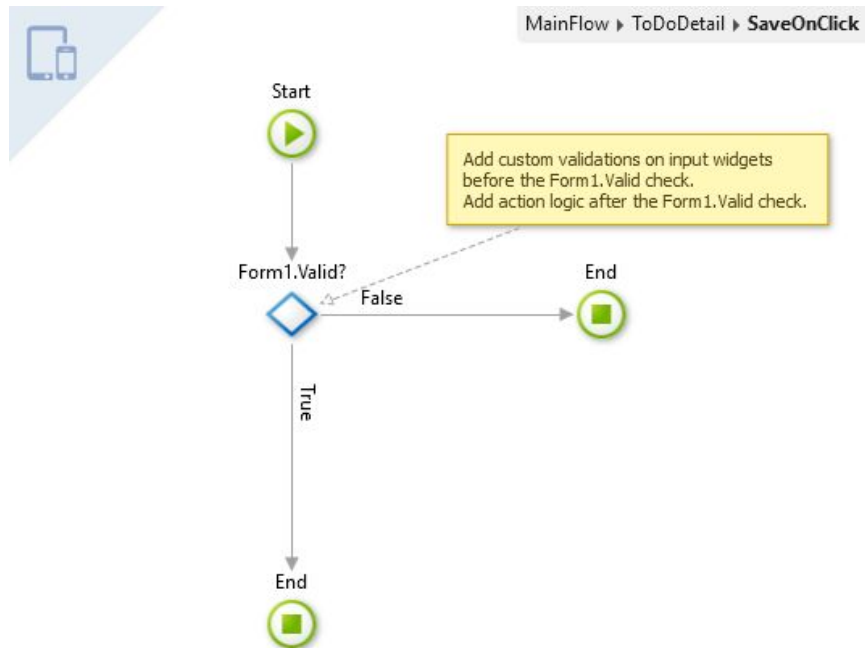 MainFlow ▸ ToDoDetail ▸ SaveOnClick
Start
Add custom validations on input widgets
before the Form1.Valid check.
Add action logic after the Form1.Valid check.
Form1.Valid?
False
End
True
End